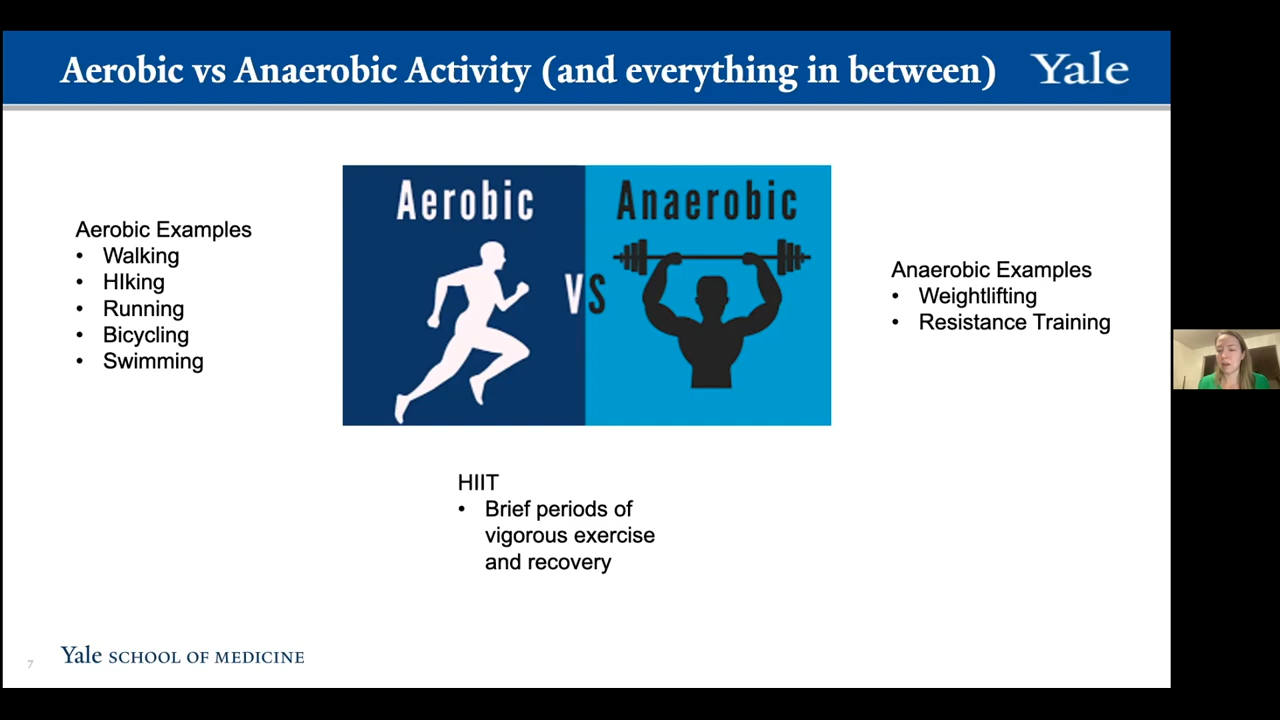 Aerobic vs Anaerobic Activity (and everything in between)
Yale
Aerobic Examples
• Walking
• HIking
• Running
• Bicycling
• Swimming
Aerobic
VS
Anaerobic
Anaerobic Examples
• Weightlifting
• Resistance Training
HIIT
• Brief periods of
vigorous exercise
and recovery
7
Yale SCHOOL OF MEDICINE